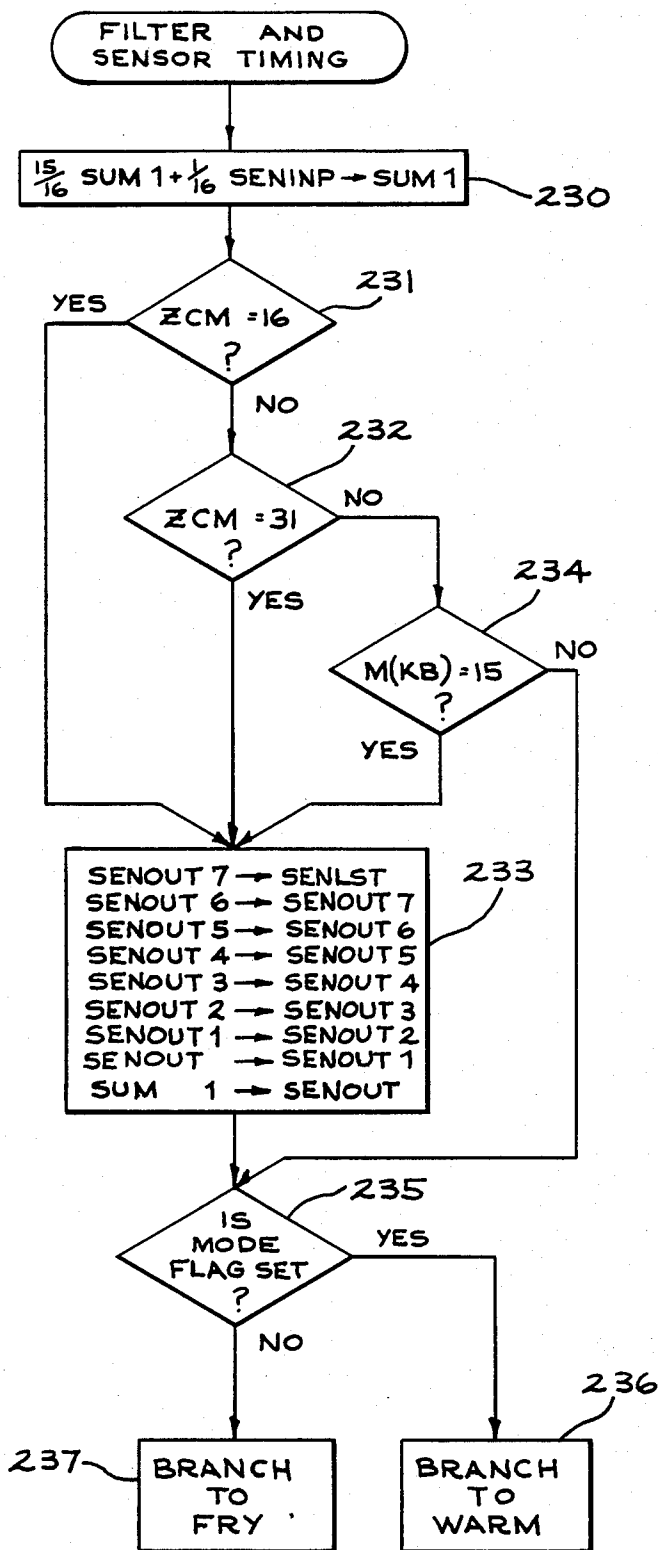 FILTER AND
SENSOR TIMING
15/16 SUM 1 + 1/16 SENINP → SUM 1
230
231
YES
ZCM = 16
?
NO
232
NO
ZCM = 31
?
YES
234
NO
M(KB) = 15
?
YES
233
SENOUT 7 → SENLST
SENOUT 6 → SENOUT 7
SENOUT 5 → SENOUT 6
SENOUT 4 → SENOUT 5
SENOUT 3 → SENOUT 4
SENOUT 2 → SENOUT 3
SENOUT 1 → SENOUT 2
SENOUT → SENOUT 1
SUM 1 → SENOUT
235
IS
MODE
FLAG SET
?
YES
NO
236
237
BRANCH
TO
FRY
BRANCH
TO
WARM